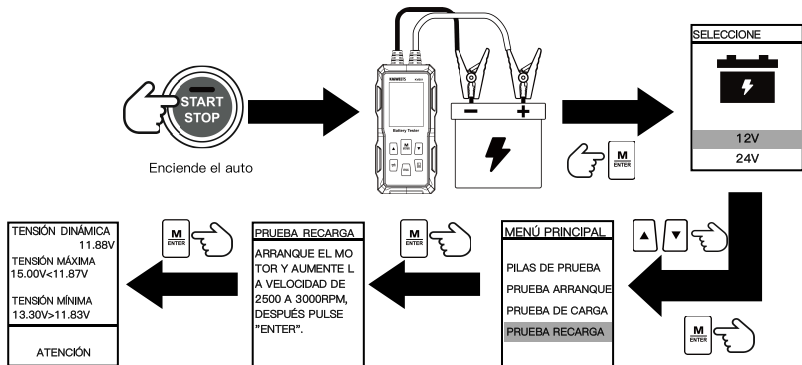 START
STOP
Enciende el auto
Battery Tester
M
ENTER
SELECCIONE
12V
24V
M
ENTER
MENÚ PRINCIPAL
PILAS DE PRUEBA
PRUEBA ARRANQUE
PRUEBA DE CARGA
PRUEBA RECARGA
M
ENTER
PRUEBA RECARGA
ARRANQUE EL MO
TOR Y AUMENTE L
A VELOCIDAD DE
2500 A 3000RPM,
DESPUÉS PULSE
"ENTER".
M
ENTER
TENSIÓN DINÁMICA
11.88V
TENSIÓN MÁXIMA
15.00V<11.87V
TENSIÓN MÍNIMA
13.30V>11.83V
ATENCIÓN